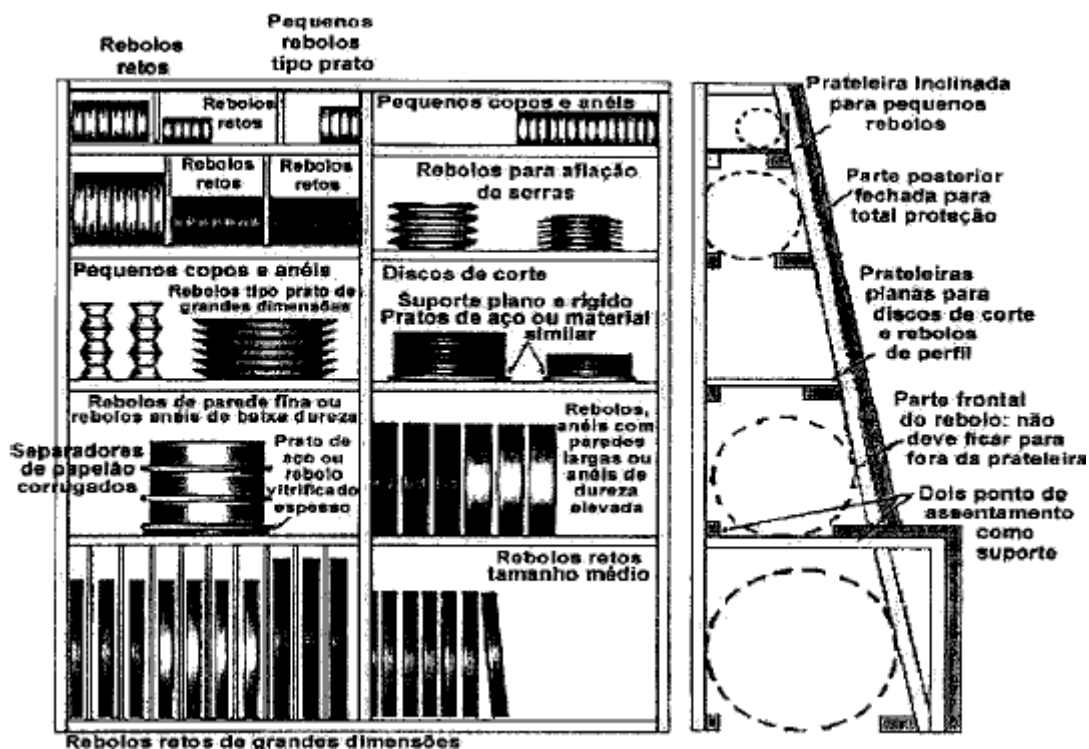 Rebolos
retos
Pequenos
rebolos
tipo prato
Rebolos
retos
Pequenos copos e anéis
Rebolos
retos
Rebolos
retos
Rebolos para afiação
de serras
Pequenos copos e anéis
Rebolos tipo prato de
grandes dimensões
Discos de corte
Suporte plano e rígido
Pratos de aço ou material
similar
Rebolos de parede fina ou
rebolos anéis de baixa dureza
Separadores
de papelão
corrugados
Prato de
aço ou
rebolo
vitrificado
espesso
Rebolos,
anéis com
paredes
largas ou
anéis de
dureza
elevada
Rebolos retos
tamanho médio
Rebolos retos de grandes dimensões
Prateleira inclinada
para pequenos
rebolos
Parte posterior
fechada para
total proteção
Prateleiras
planas para
discos de corte
e rebolos
de perfil
Parte frontal
do rebolo: não
deve ficar para
fora da prateleira
Dois ponto de
assentamento
como
suporte